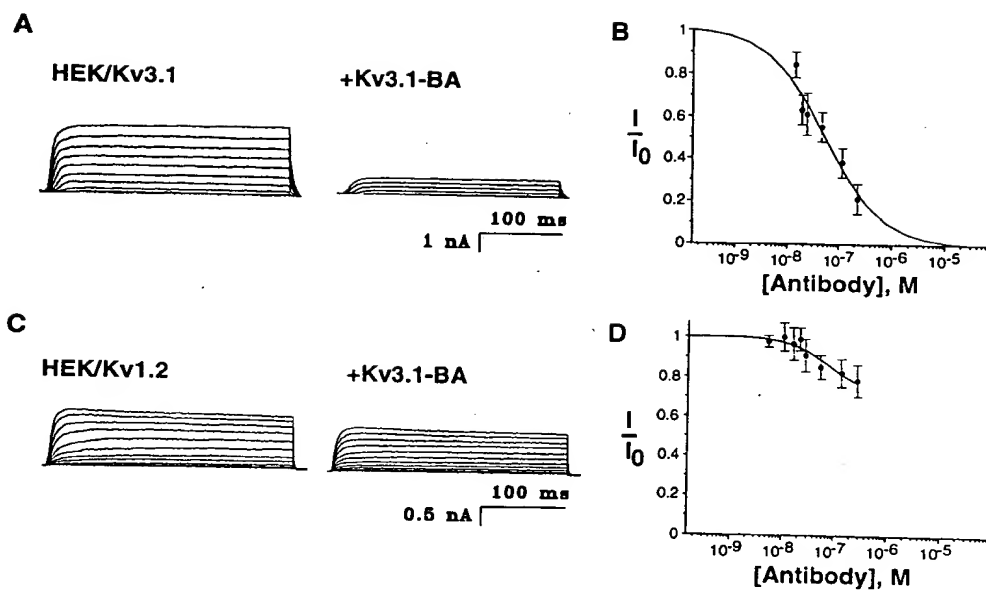 A
HEK/Kv3.1
+Kv3.1-BA
100 ms
1 nA
B
1
0.8
0.6
0.4
0.2
0
I
I0
10-9
10-8
10-7
10-6
10-5
[Antibody], M
C
HEK/Kv1.2
+Kv3.1-BA
100 ms
0.5 nA
D
1
0.8
0.6
0.4
0.2
0
I
I0
10-9
10-8
10-7
10-6
10-5
[Antibody], M